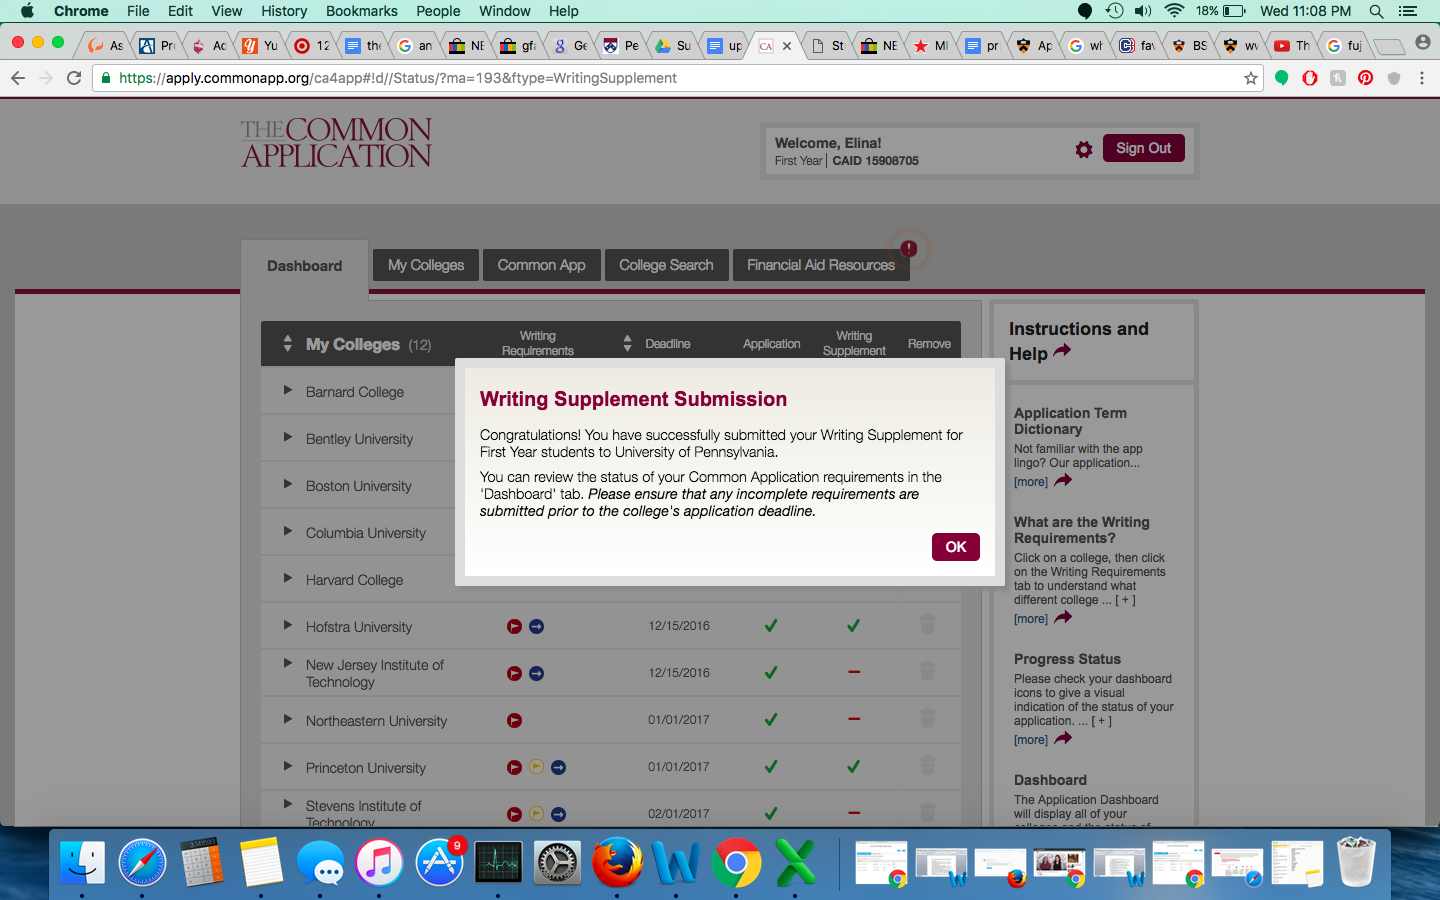 Chrome File Edit View History Bookmarks People Window Help 18% Wed 11:08 PM
As Pr Ac Yu 12 the an NE gf Ge Pe Su up CA St NE MI pr Ap wh fav BS wv Th fuj
https://apply.commonapp.org/ca4app#!d//Status/?ma=193&ftype=WritingSupplement
THE COMMON
APPLICATION
Welcome, Elina!
First Year | CAID 15908705
Sign Out
Dashboard My Colleges Common App College Search Financial Aid Resources !
My Colleges (12) Writing Requirements Deadline Application Writing Supplement Remove
Barnard College
Bentley University
Boston University
Columbia University
Harvard College
Writing Supplement Submission
Congratulations! You have successfully submitted your Writing Supplement for
First Year students to University of Pennsylvania.
You can review the status of your Common Application requirements in the
'Dashboard' tab. Please ensure that any incomplete requirements are
submitted prior to the college's application deadline.
OK
Hofstra University 12/15/2016
New Jersey Institute of
Technology 12/15/2016
Northeastern University 01/01/2017
Princeton University 01/01/2017
Stevens Institute of
Technology 02/01/2017
Instructions and
Help
Application Term
Dictionary
Not familiar with the app
lingo? Our application...
[more]
What are the Writing
Requirements?
Click on a college, then click
on the Writing Requirements
tab to understand what
different college ... [ + ]
[more]
Progress Status
Please check your dashboard
icons to give a visual
indication of the status of your
application. ... [ + ]
[more]
Dashboard
The Application Dashboard
will display all of your
colleges and the status of
9